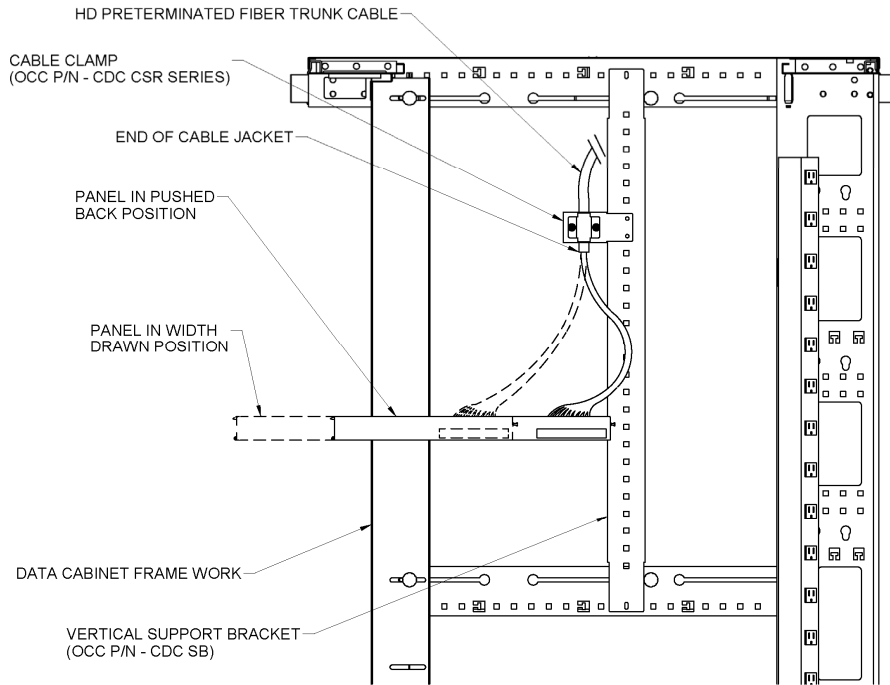 HD PRETERMINATED FIBER TRUNK CABLE
CABLE CLAMP
(OCC P/N - CDC CSR SERIES)
END OF CABLE JACKET
PANEL IN PUSHED
BACK POSITION
PANEL IN WIDTH
DRAWN POSITION
DATA CABINET FRAME WORK
VERTICAL SUPPORT BRACKET
(OCC P/N - CDC SB)